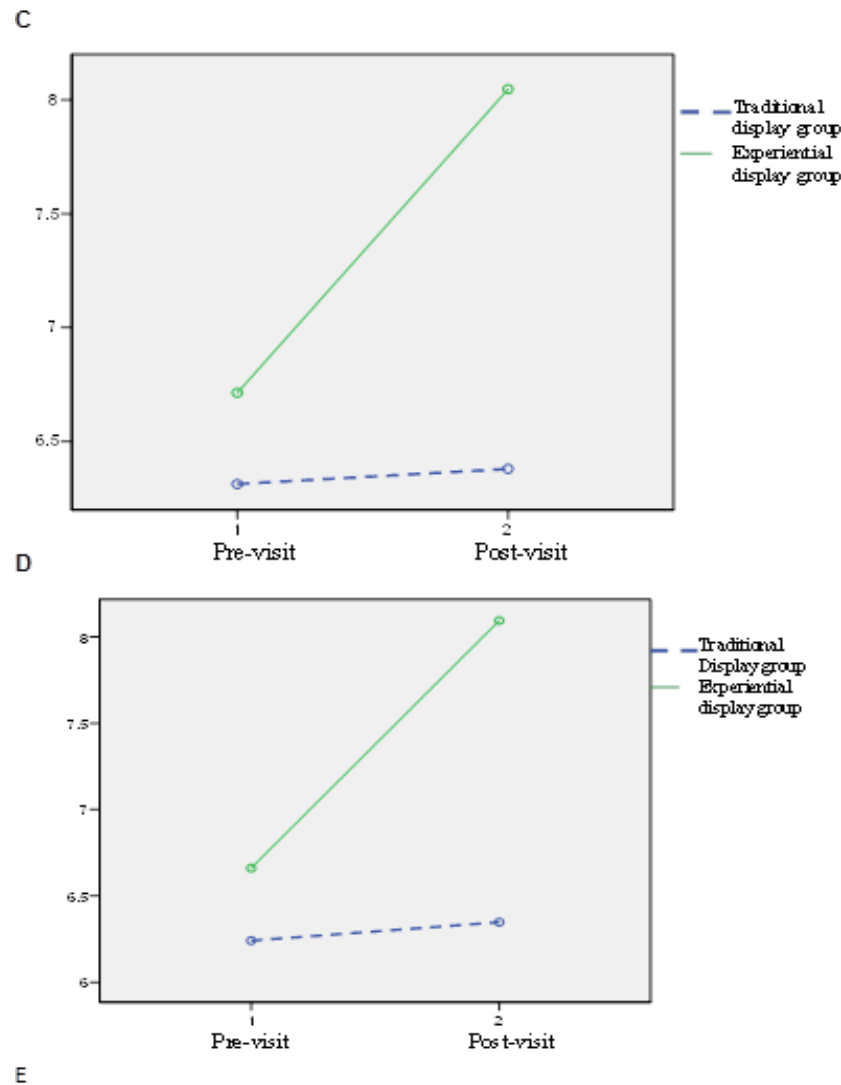 C
8
7.5
7
6.5
Traditional
display group
Experiential
display group
1
2
Pre-visit
Post-visit
D
8
7.5
7
6.5
6
Traditional
Display group
Experiential
display group
1
2
Pre-visit
Post-visit
E